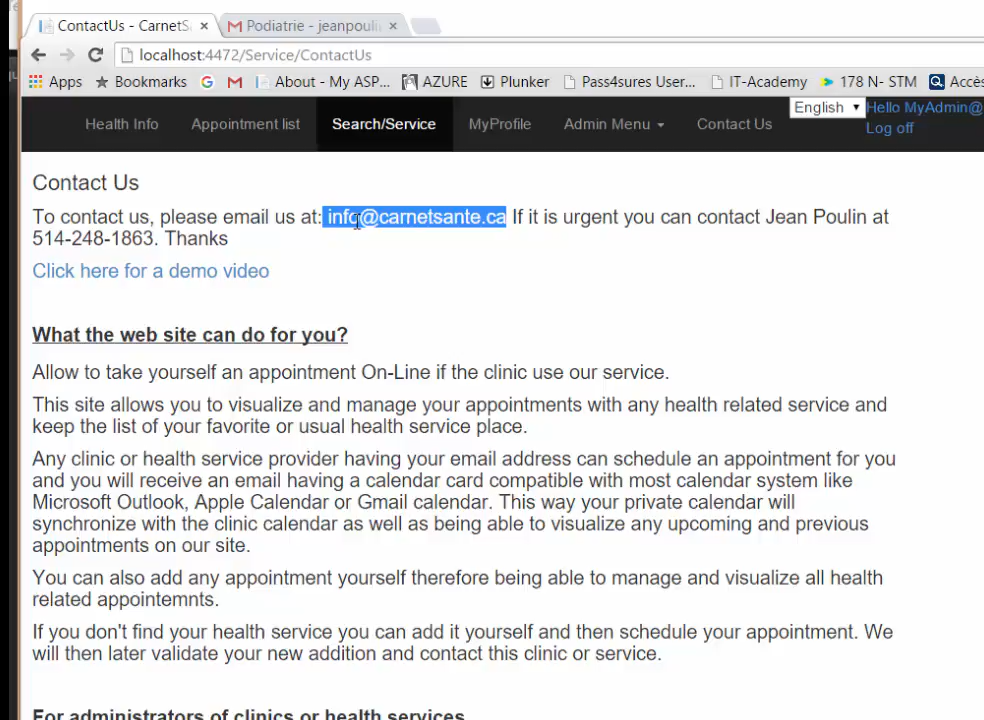 ContactUs - CarnetSa × Podiatrie - jeanpoulin ×
localhost:4472/Service/ContactUs
Apps Bookmarks About - My ASP... AZURE Plunker Pass4sures User... IT-Academy 178 N- STM Accès
Health Info Appointment list Search/Service MyProfile Admin Menu Contact Us English Hello MyAdmin@
Log off
Contact Us
To contact us, please email us at: info@carnetsante.ca If it is urgent you can contact Jean Poulin at
514-248-1863. Thanks
Click here for a demo video
What the web site can do for you?
Allow to take yourself an appointment On-Line if the clinic use our service.
This site allows you to visualize and manage your appointments with any health related service and
keep the list of your favorite or usual health service place.
Any clinic or health service provider having your email address can schedule an appointment for you
and you will receive an email having a calendar card compatible with most calendar system like
Microsoft Outlook, Apple Calendar or Gmail calendar. This way your private calendar will
synchronize with the clinic calendar as well as being able to visualize any upcoming and previous
appointments on our site.
You can also add any appointment yourself therefore being able to manage and visualize all health
related appointemnts.
If you don't find your health service you can add it yourself and then schedule your appointment. We
will then later validate your new addition and contact this clinic or service.
For administrators of clinics or health services